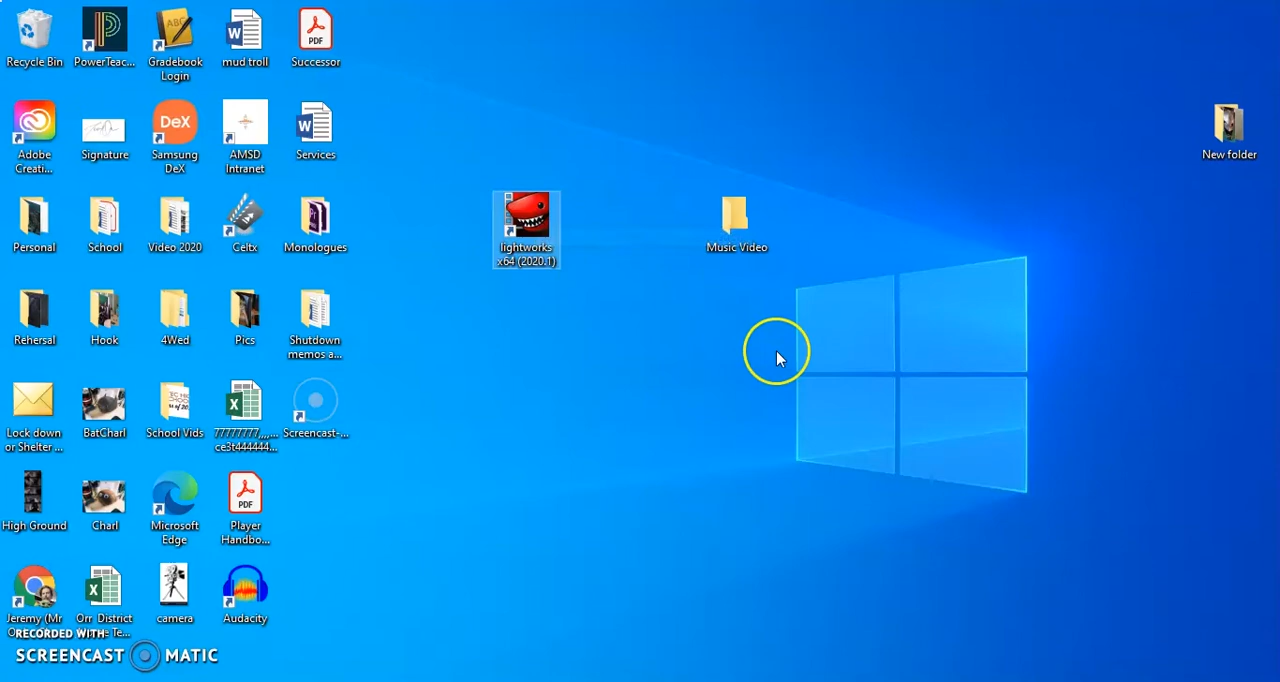 Recycle Bin
PowerTeac...
Gradebook
Login
mud troll
Successor
Adobe
Creati...
Signature
Samsung
DeX
AMSD
Intranet
Services
New folder
Personal
School
Video 2020
Celtx
Monologues
lightworks
x64 (2020.1)
Music Video
Rehersal
Hook
4Wed
Pics
Shutdown
memos a...
Lock down
or Shelter ...
BatCharl
School Vids
ce3t444444...
Screencast-...
High Ground
Charl
Microsoft
Edge
Player
Handbo...
Jeremy (Mr
Orr District
camera
Audacity
RECORDED WITH
SCREENCAST MATIC